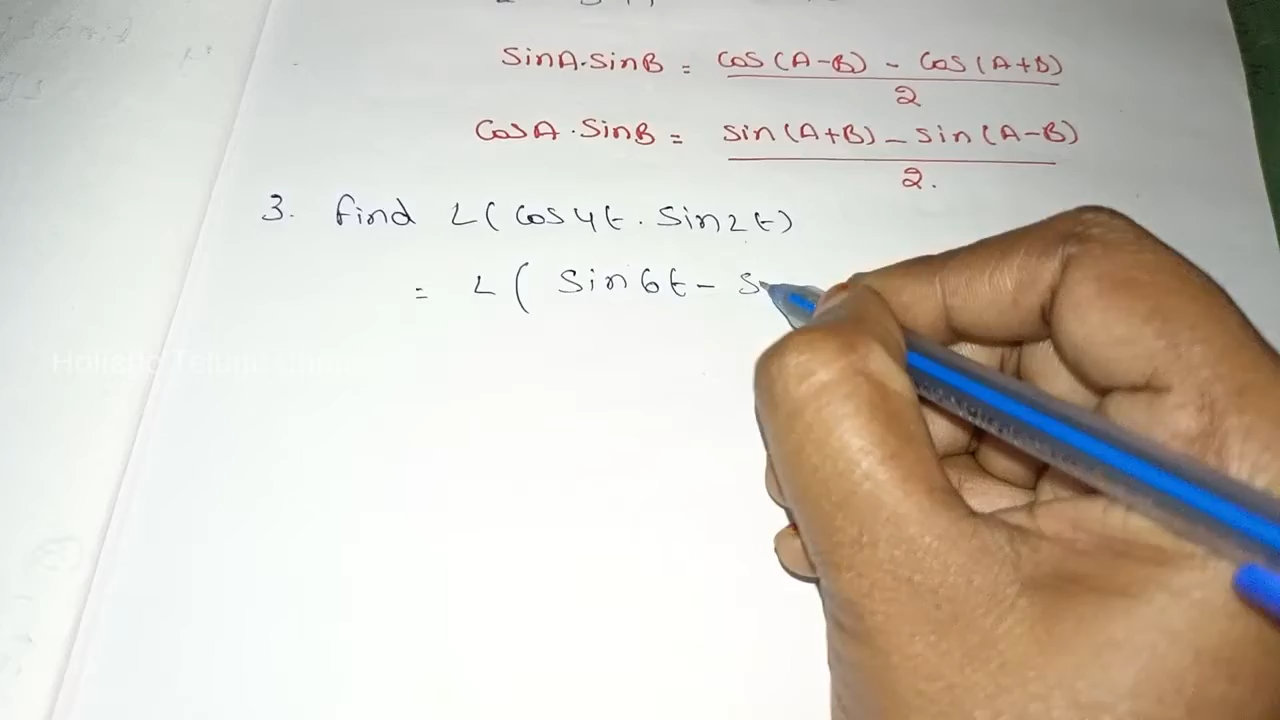 SinA.SinB = Cos(A-B) - Cos(A+B)
2
CosA.SinB = Sin(A+B) - Sin(A-B)
2.
3. Find L(Cos4t.Sin2t)
= L( Sin6t - S